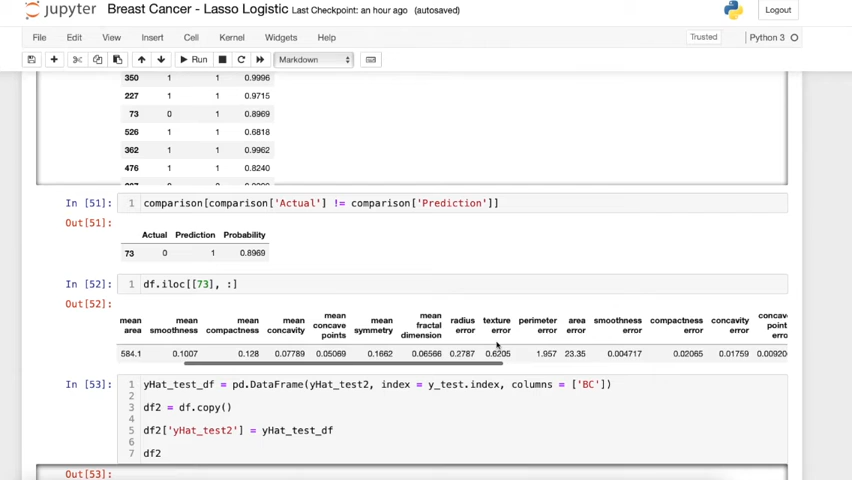 jupyter Breast Cancer - Lasso Logistic Last Checkpoint: an hour ago (autosaved)
Logout
File Edit View Insert Cell Kernel Widgets Help
Trusted Python 3
Run Markdown
350 1 1 0.9996
227 1 1 0.9715
73 0 1 0.8969
526 1 1 0.6818
362 1 1 0.9962
476 1 1 0.8240
In [51]: 1 comparison[comparison['Actual'] != comparison['Prediction']]
Out[51]:
Actual Prediction Probability
73 0 1 0.8969
In [52]: 1 df.iloc[[73], :]
Out[52]:
mean area mean smoothness mean compactness mean concavity mean concave points mean symmetry mean fractal dimension radius error texture error perimeter error area error smoothness error compactness error concavity error concave point erro
584.1 0.1007 0.128 0.07789 0.05069 0.1662 0.06566 0.2787 0.6205 1.957 23.35 0.004717 0.02065 0.01759 0.00920
In [53]: 1 yHat_test_df = pd.DataFrame(yHat_test2, index = y_test.index, columns = ['BC'])
2
3 df2 = df.copy()
4
5 df2['yHat_test2'] = yHat_test_df
6
7 df2
Out[53]: